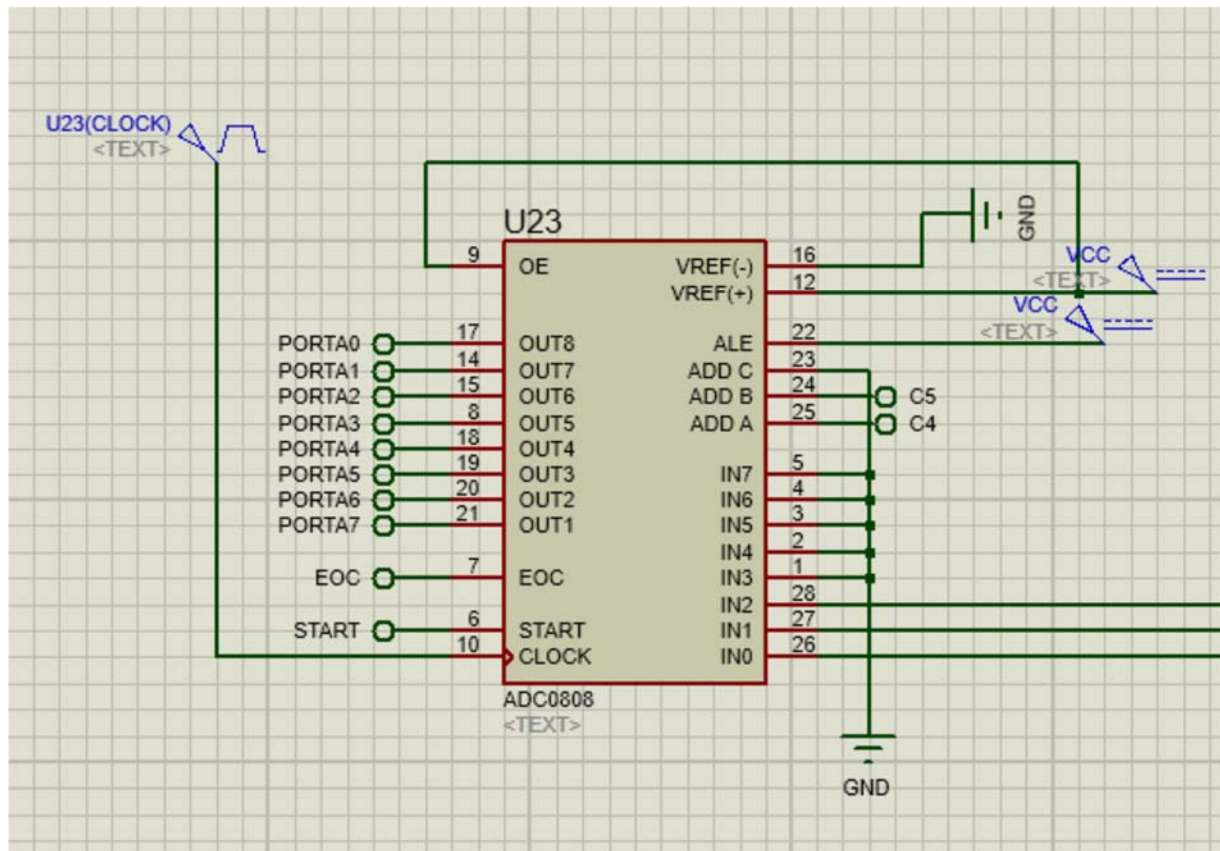 U23(CLOCK)
<TEXT>
U23
GND
9 OE VREF(-) 16
VCC
<TEXT>
VREF(+) 12
VCC
<TEXT>
PORTA0 17 OUT8 ALE 22
PORTA1 14 OUT7 ADD C 23
PORTA2 15 OUT6 ADD B 24 C5
PORTA3 8 OUT5 ADD A 25 C4
PORTA4 18 OUT4
PORTA5 19 OUT3 IN7 5
PORTA6 20 OUT2 IN6 4
PORTA7 21 OUT1 IN5 3
IN4 2
EOC 7 EOC IN3 1
IN2 28
START 6 START IN1 27
10 CLOCK IN0 26
ADC0808
<TEXT>
GND